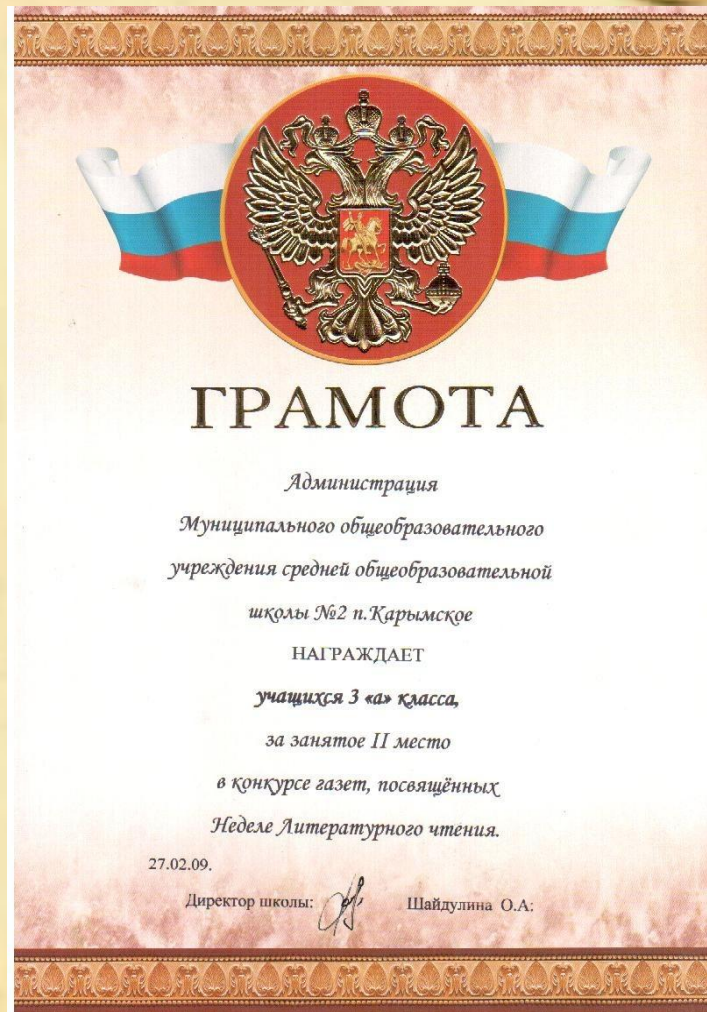 ГРАМОТА
Администрация
Муниципального общеобразовательного
учреждения средней общеобразовательной
школы №2 п.Карымское
НАГРАЖДАЕТ
учащихся 3 «а» класса,
за занятое II место
в конкурсе газет, посвящённых
Неделе Литературного чтения.
27.02.09.
Директор школы: Шайдулина О.А: